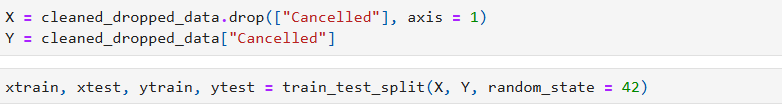 X = cleaned_dropped_data.drop(["Cancelled"], axis = 1)
Y = cleaned_dropped_data["Cancelled"]
xtrain, xtest, ytrain, ytest = train_test_split(X, Y, random_state = 42)